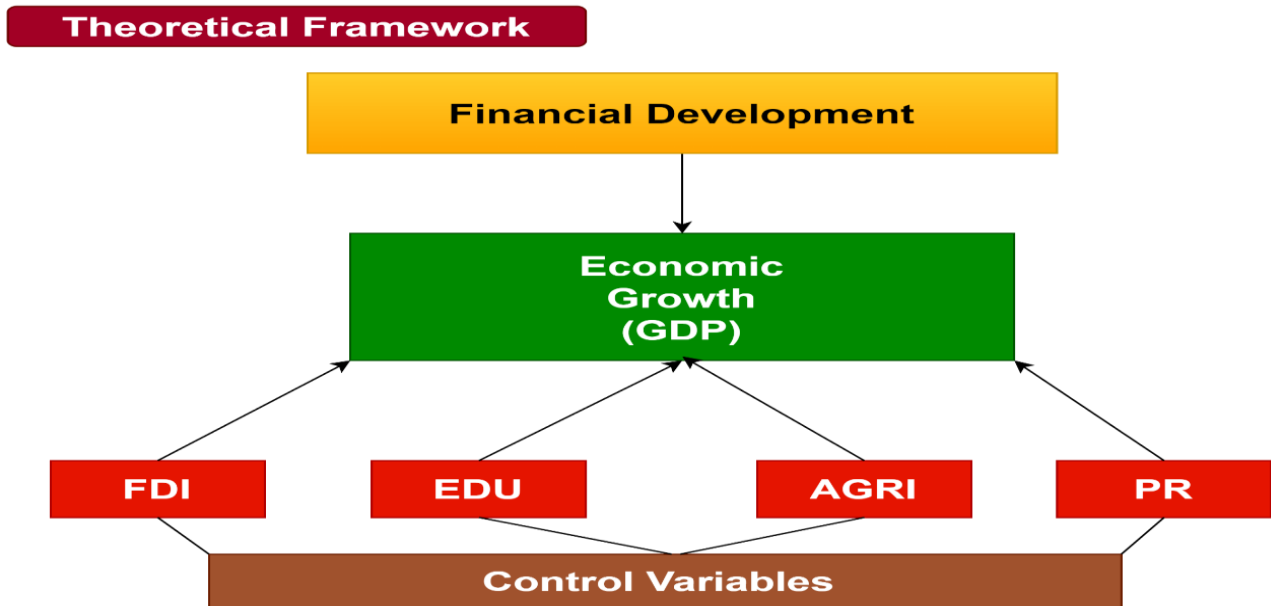 Theoretical Framework
Financial Development
Economic
Growth
(GDP)
FDI
EDU
AGRI
PR
Control Variables